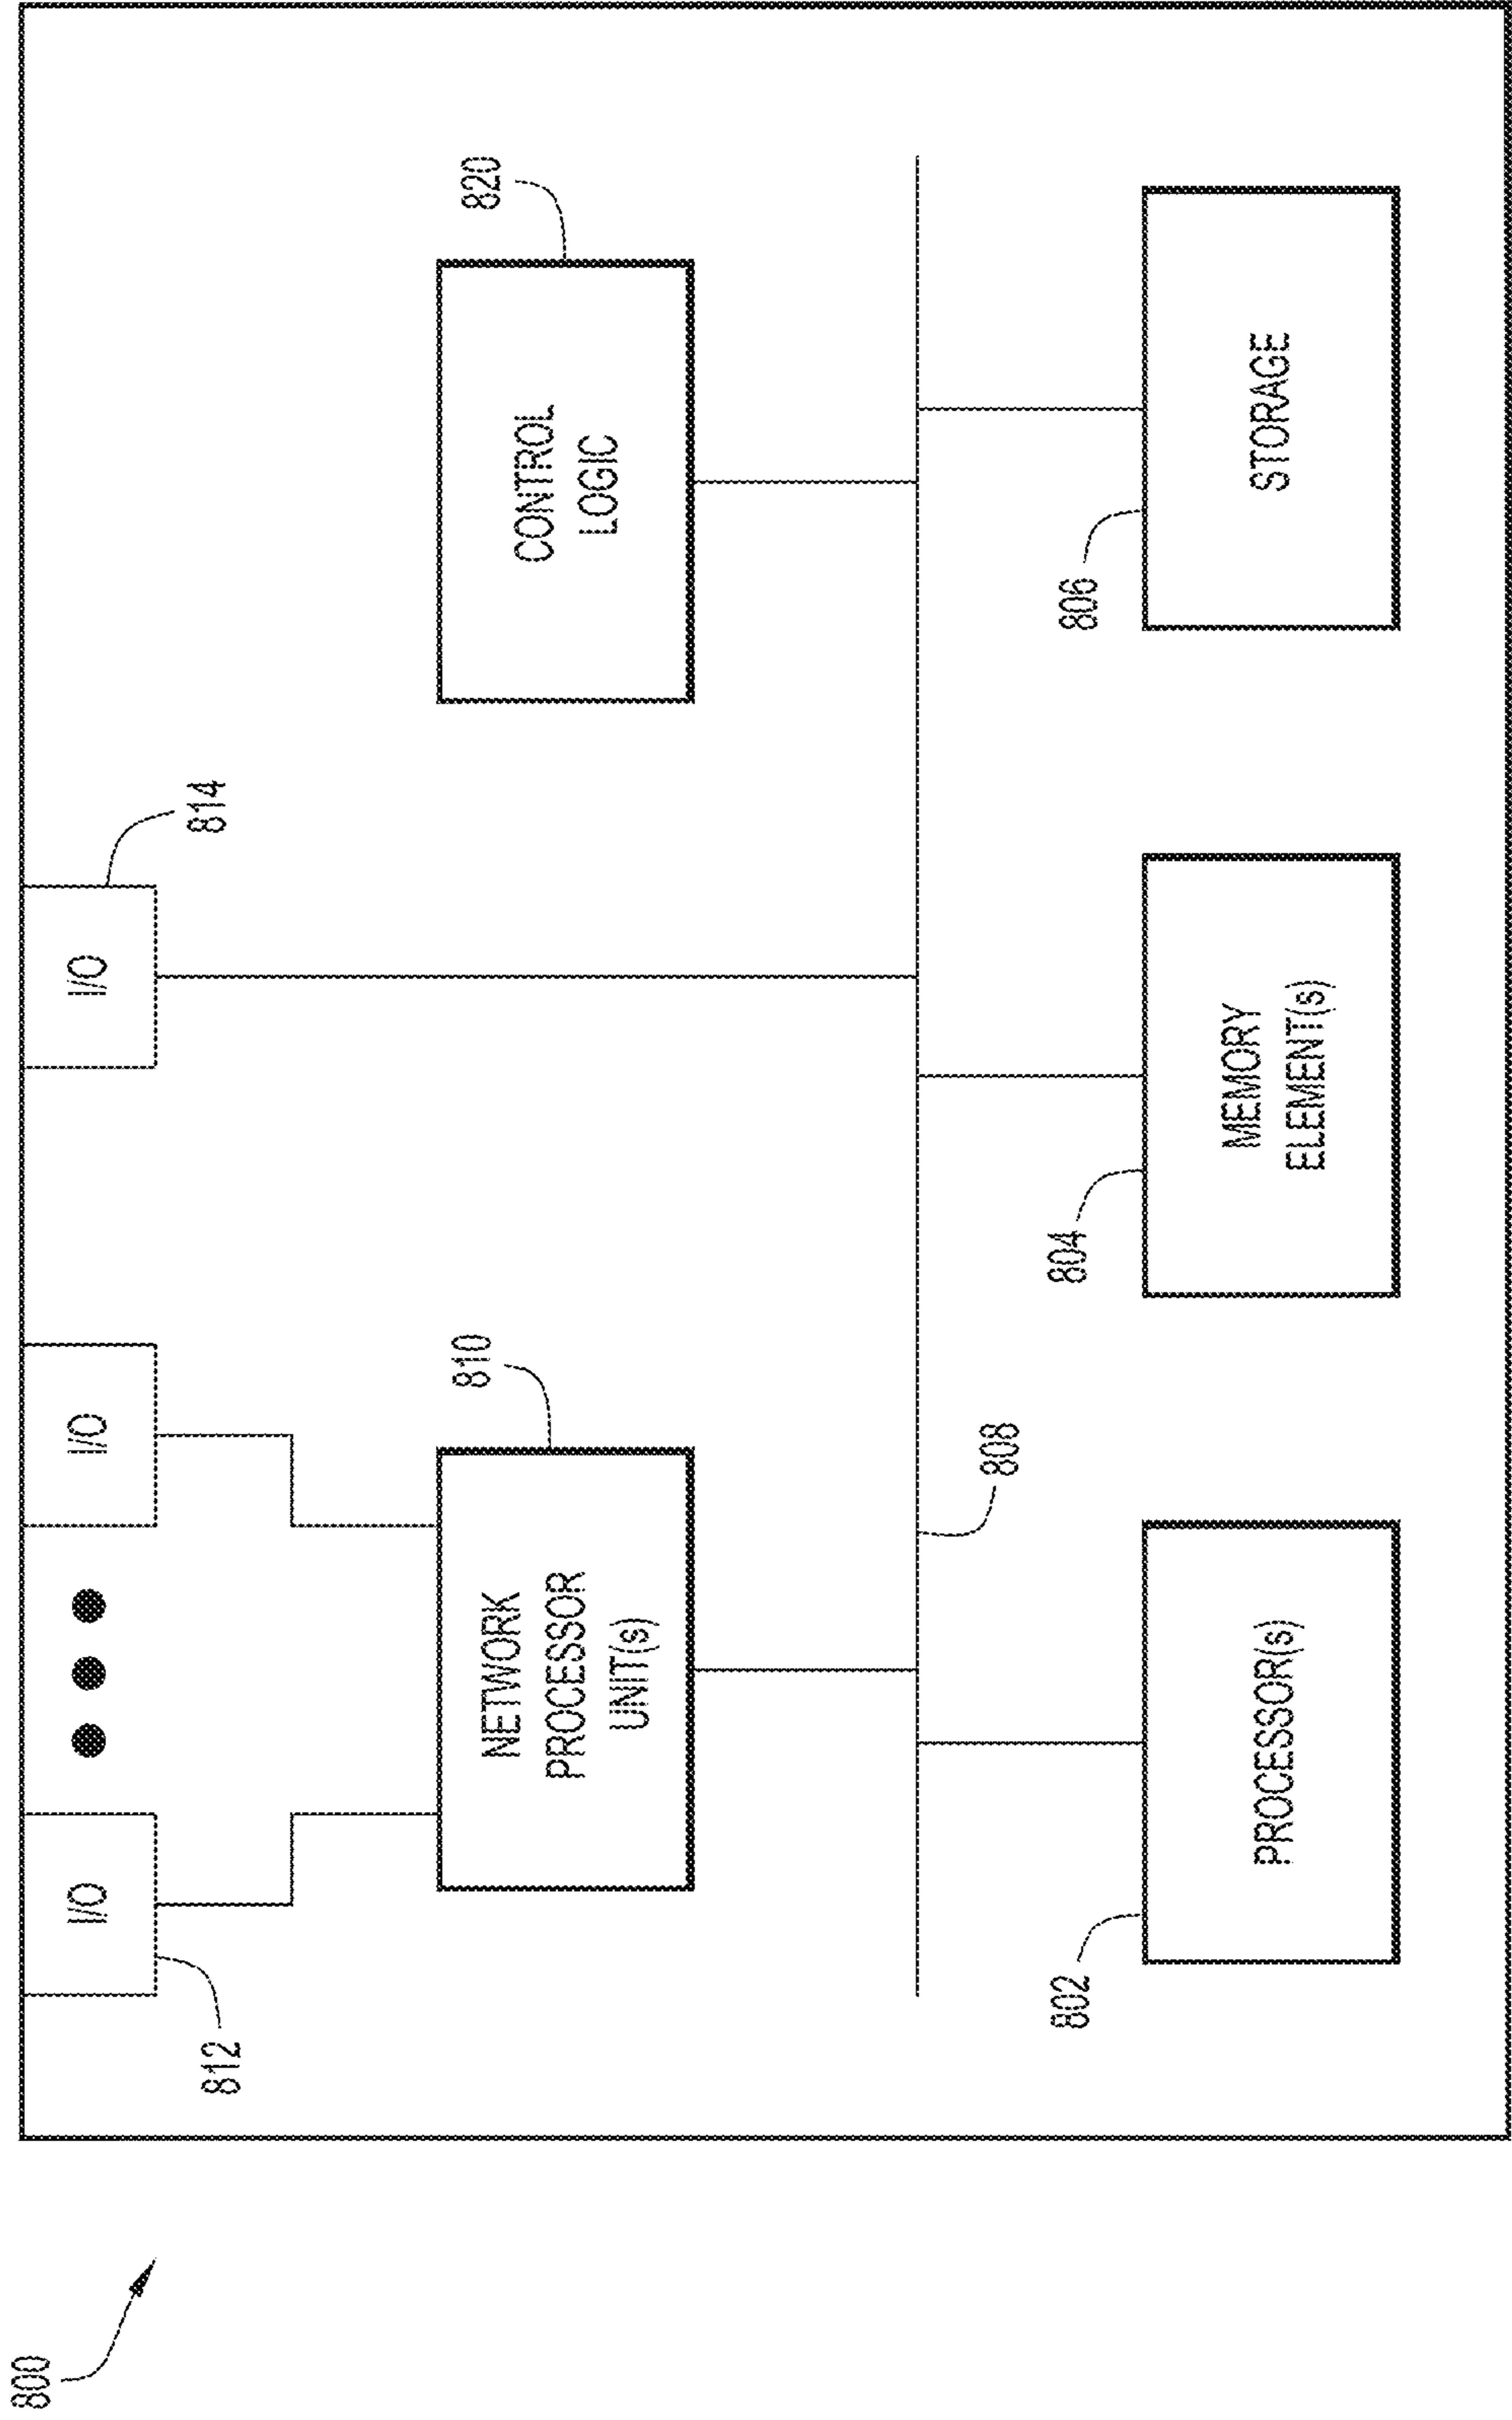 800
812
I/O
I/O
I/O
814
810
NETWORK
PROCESSOR
UNIT(s)
820
CONTROL
LOGIC
808
802
PROCESSOR(s)
804
MEMORY
ELEMENT(s)
806
STORAGE